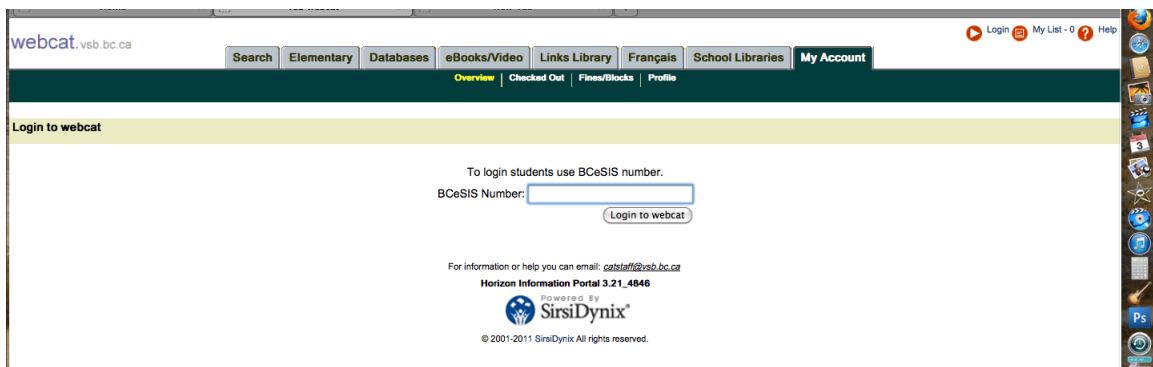 webcat.vsb.bc.ca
Login My List - 0 Help
Search Elementary Databases eBooks/Video Links Library Français School Libraries My Account
Overview | Checked Out | Fines/Blocks | Profile
Login to webcat
To login students use BCeSIS number.
BCeSIS Number:
Login to webcat
For information or help you can email: catstaff@vsb.bc.ca
Horizon Information Portal 3.21_4846
Powered By
SirsiDynix®
© 2001-2011 SirsiDynix All rights reserved.
3
Ps